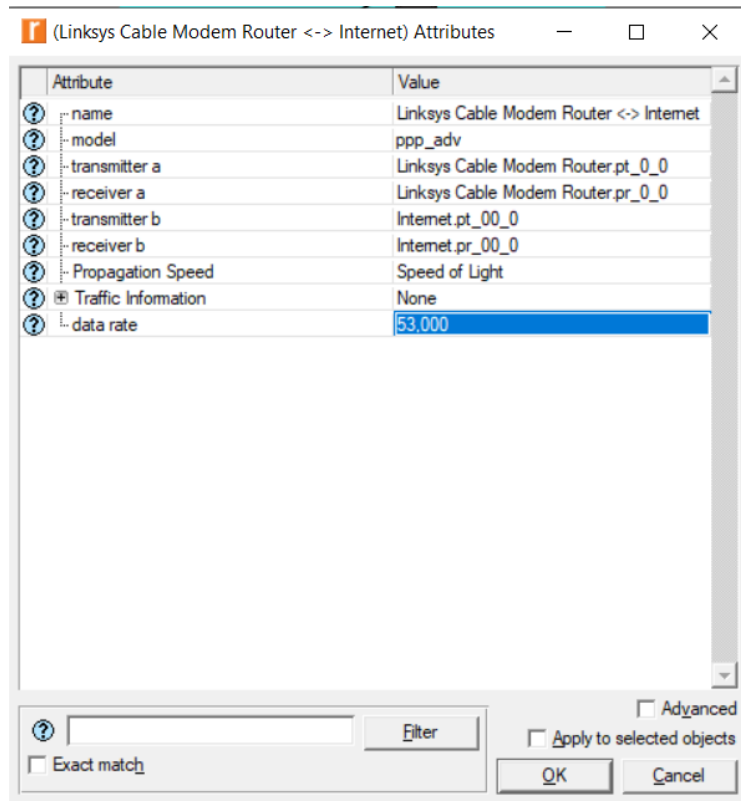 (Linksys Cable Modem Router <-> Internet) Attributes
Attribute Value
name Linksys Cable Modem Router <-> Internet
model ppp_adv
transmitter a Linksys Cable Modem Router.pt_0_0
receiver a Linksys Cable Modem Router.pr_0_0
transmitter b Internet.pt_00_0
receiver b Internet.pr_00_0
Propagation Speed Speed of Light
Traffic Information None
data rate 53,000
Advanced
Filter
Apply to selected objects
Exact match
OK Cancel